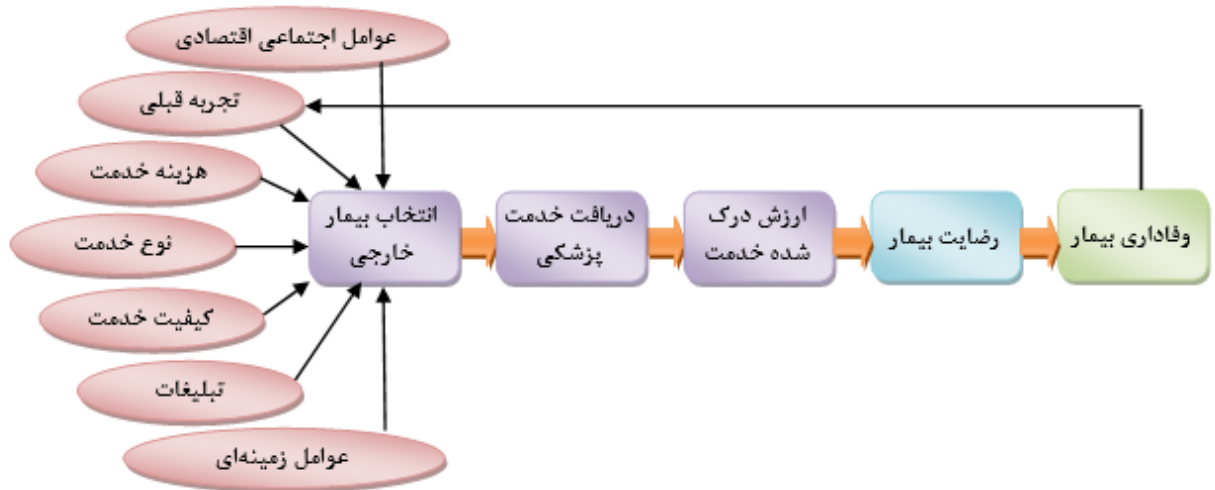 عوامل اجتماعی اقتصادی
تجربه قبلی
هزینه خدمت
نوع خدمت
کیفیت خدمت
تبلیغات
عوامل زمینه‌ای
انتخاب بیمار
خارجی
دریافت خدمت
پزشکی
ارزش درک
شده خدمت
رضایت بیمار
وفاداری بیمار